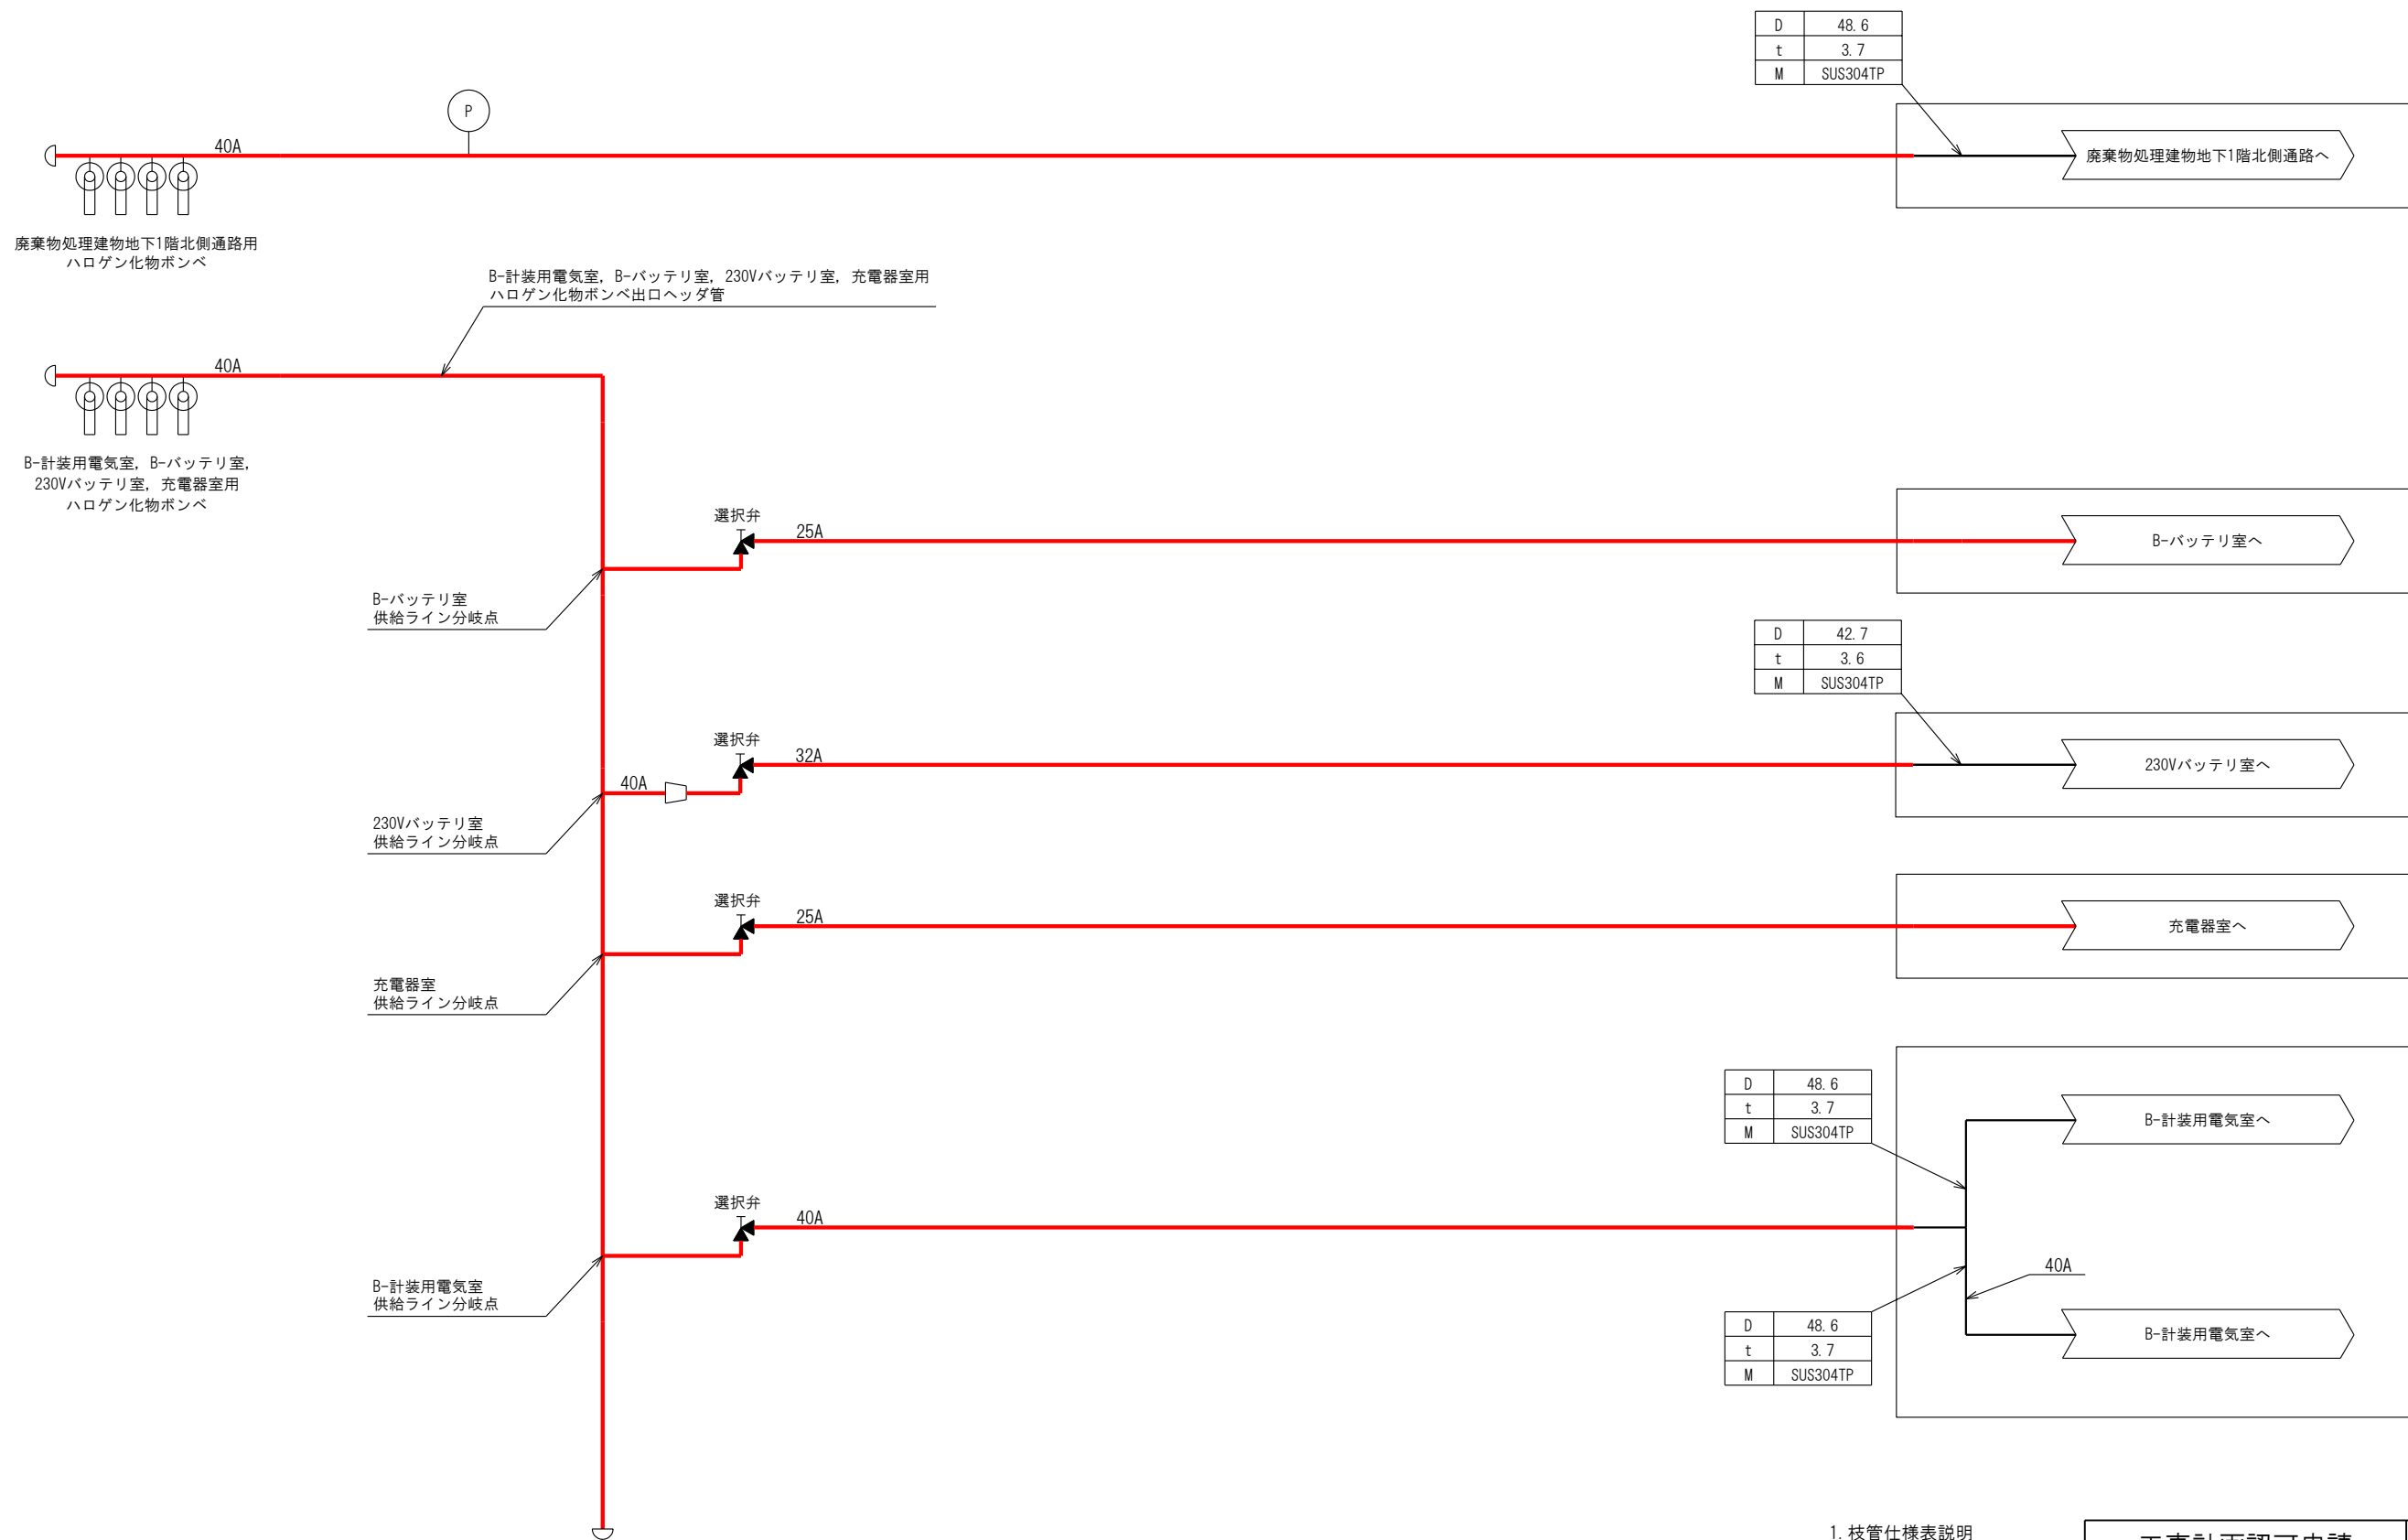 D 48.6
t 3.7
M SUS304TP
P
40A
廃棄物処理建物地下1階北側通路へ
廃棄物処理建物地下1階北側通路用
ハロゲン化物ボンベ
B-計装用電気室，B-バッテリ室，230Vバッテリ室，充電器室用
ハロゲン化物ボンベ出口ヘッダ管
40A
B-計装用電気室，B-バッテリ室，
230Vバッテリ室，充電器室用
ハロゲン化物ボンベ
選択弁
25A
B-バッテリ室へ
B-バッテリ室
供給ライン分岐点
D 42.7
t 3.6
M SUS304TP
選択弁
32A
230Vバッテリ室へ
40A
230Vバッテリ室
供給ライン分岐点
選択弁
25A
充電器室へ
充電器室
供給ライン分岐点
D 48.6
t 3.7
M SUS304TP
B-計装用電気室へ
選択弁
40A
B-計装用電気室
供給ライン分岐点
40A
D 48.6
t 3.7
M SUS304TP
B-計装用電気室へ
1.枝管仕様表説明
工事計画認可申請